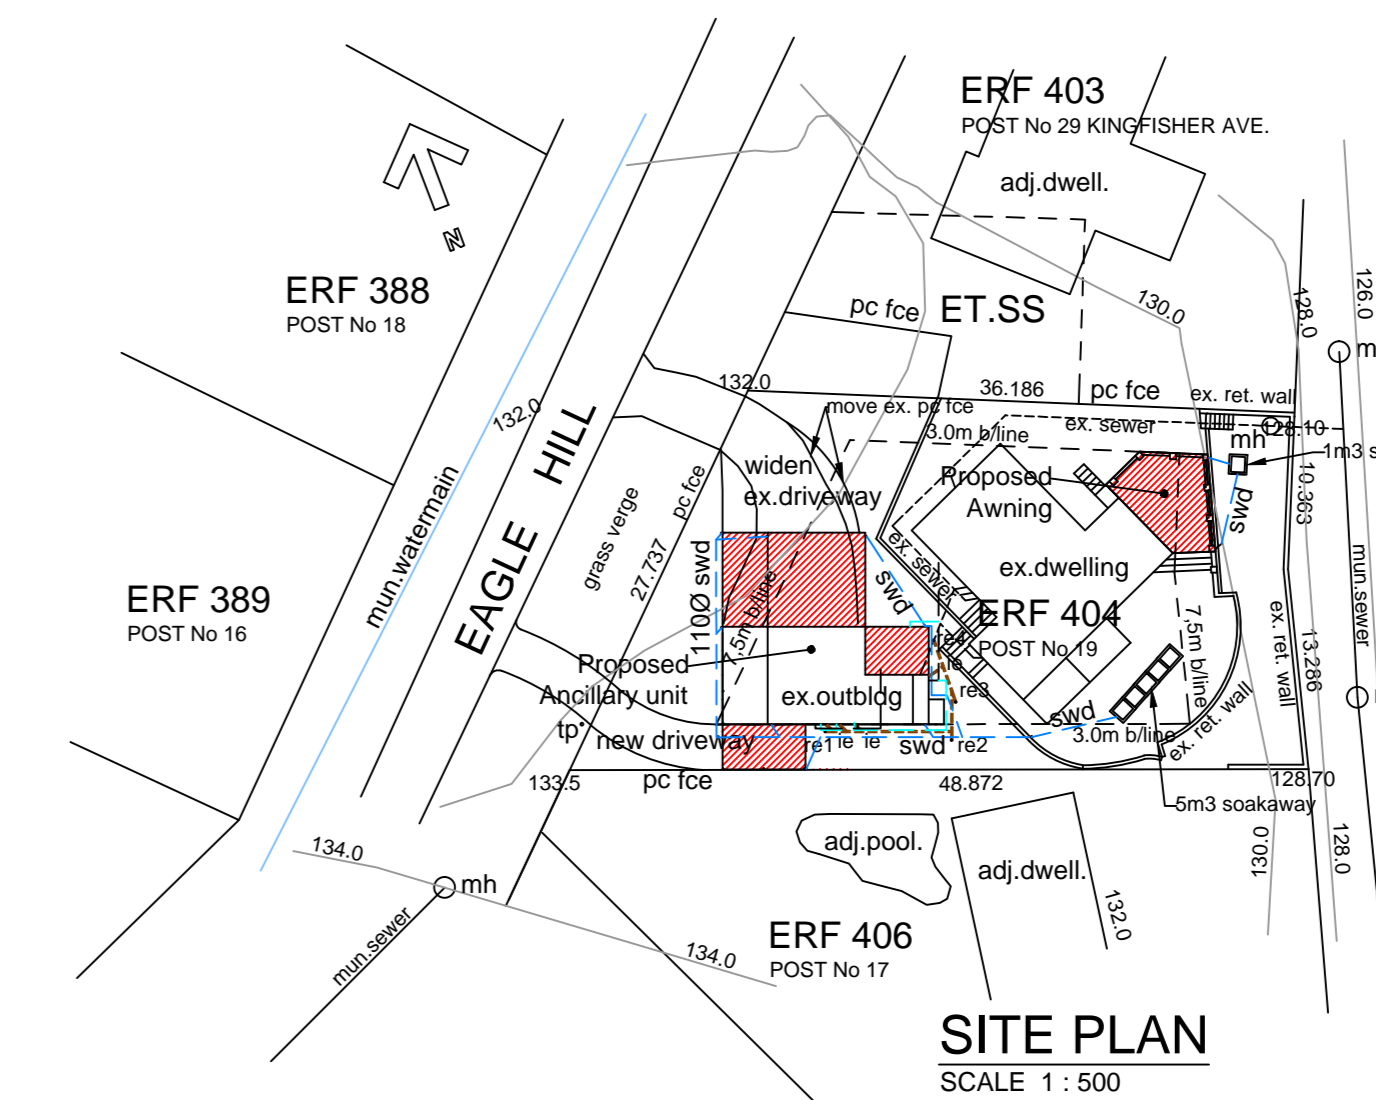 ERF 403
POST No 29 KINGFISHER AVE.
adj.dwell.
N
ERF 388
POST No 18
pc fce
ET.SS
130.0
128.0
126.0
132.0
36.186
pc fce
ex. ret. wall
132.0
move ex. pc fce
3.0m b/line
ex. sewer
128.10
mh
EAGLE HILL
mun.watermain
widen
ex.driveway
Proposed
Awning
swd
10.363
grass verge
27.737
pc fce
110Ø swd
7,5m b/line
swd
ex. sewer
ex.dwelling
ERF 404
POST No 19
mun.sewer
ERF 389
POST No 16
7,5m b/line
ex. ret. wall
13.286
Proposed
Ancillary unit
ex.outbldg
re4
ie
re3
tp
new driveway
re1
ie
ie
swd
re2
swd
3.0m b/line
ex. ret. wall
133.5
pc fce
48.872
128.70
5m3 soakaway
134.0
mh
mun.sewer
134.0
adj.pool.
adj.dwell.
132.0
130.0
128.0
ERF 406
POST No 17
SITE PLAN
SCALE 1 : 500